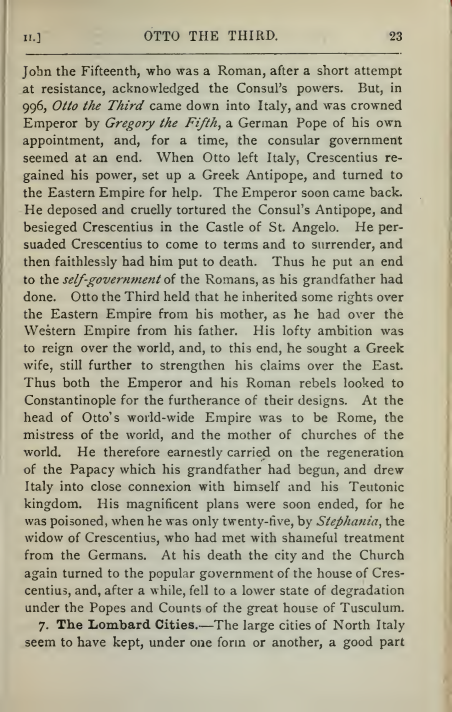 II.] OTTO THE THIRD. 23
John the Fifteenth, who was a Roman, after a short attempt
at resistance, acknowledged the Consul's powers. But, in
996, Otto the Third came down into Italy, and was crowned
Emperor by Gregory the Fifth, a German Pope of his own
appointment, and, for a time, the consular government
seemed at an end. When Otto left Italy, Crescentius re-
gained his power, set up a Greek Antipope, and turned to
the Eastern Empire for help. The Emperor soon came back.
He deposed and cruelly tortured the Consul's Antipope, and
besieged Crescentius in the Castle of St. Angelo. He per-
suaded Crescentius to come to terms and to surrender, and
then faithlessly had him put to death. Thus he put an end
to the self-government of the Romans, as his grandfather had
done. Otto the Third held that he inherited some rights over
the Eastern Empire from his mother, as he had over the
Western Empire from his father. His lofty ambition was
to reign over the world, and, to this end, he sought a Greek
wife, still further to strengthen his claims over the East.
Thus both the Emperor and his Roman rebels looked to
Constantinople for the furtherance of their designs. At the
head of Otto's world-wide Empire was to be Rome, the
mistress of the world, and the mother of churches of the
world. He therefore earnestly carried on the regeneration
of the Papacy which his grandfather had begun, and drew
Italy into close connexion with himself and his Teutonic
kingdom. His magnificent plans were soon ended, for he
was poisoned, when he was only twenty-five, by Stephania, the
widow of Crescentius, who had met with shameful treatment
from the Germans. At his death the city and the Church
again turned to the popular government of the house of Cres-
centius, and, after a while, fell to a lower state of degradation
under the Popes and Counts of the great house of Tusculum.
7. The Lombard Cities.—The large cities of North Italy
seem to have kept, under one form or another, a good part